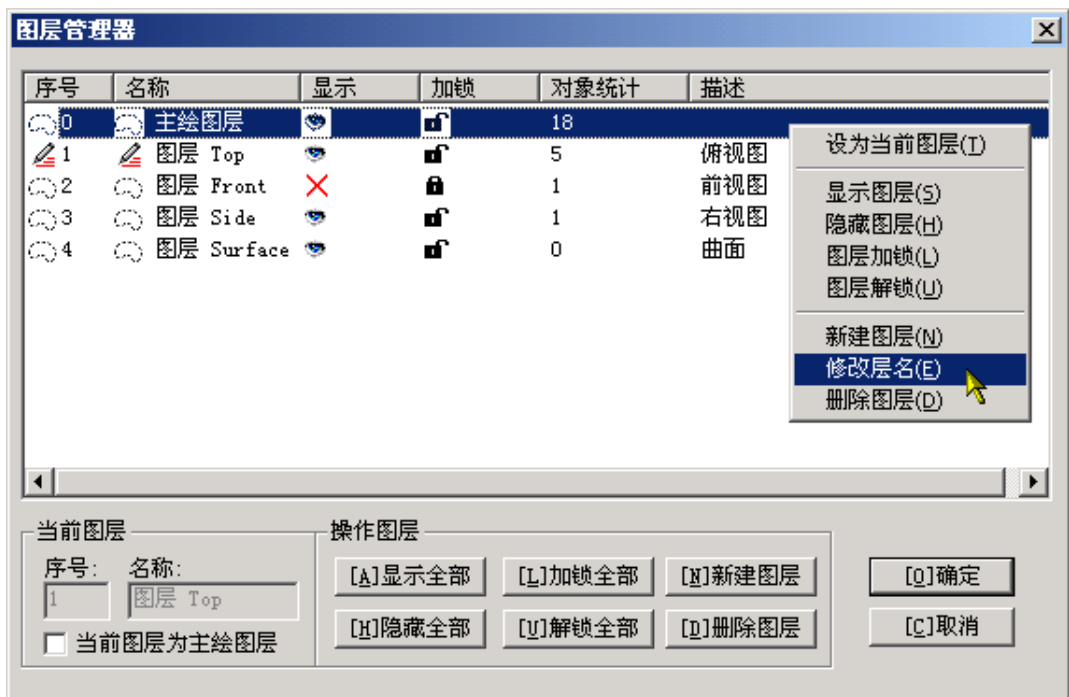 图层管理器
序号 名称 显示 加锁 对象统计 描述
0 主绘图层 18
1 图层 Top 5 俯视图
2 图层 Front 1 前视图
3 图层 Side 1 右视图
4 图层 Surface 0 曲面
设为当前图层(T)
显示图层(S)
隐藏图层(H)
图层加锁(L)
图层解锁(U)
新建图层(N)
修改层名(E)
删除图层(D)
当前图层
序号: 名称:
1 图层 Top
当前图层为主绘图层
操作图层
[A]显示全部 [L]加锁全部 [N]新建图层
[H]隐藏全部 [U]解锁全部 [D]删除图层
[O]确定
[C]取消